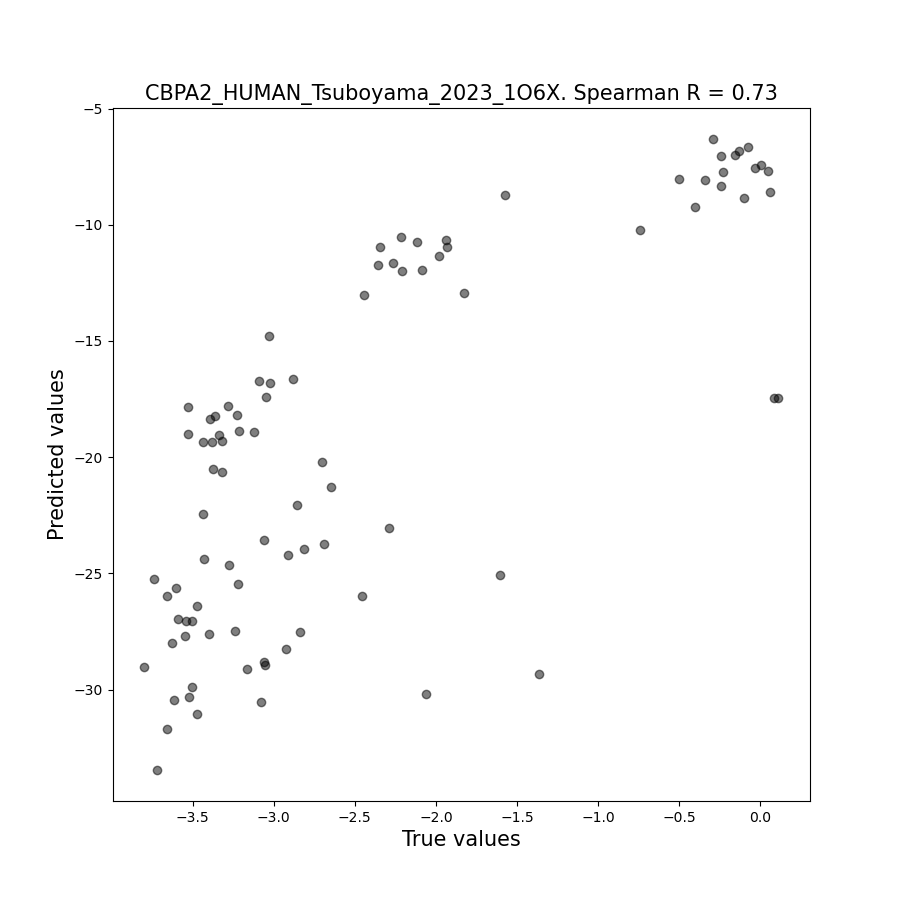 CBPA2_HUMAN_Tsuboyama_2023_1O6X. Spearman R = 0.73
−5
−10
−15
−20
−25
−30
Predicted values
−3.5 −3.0 −2.5 −2.0 −1.5 −1.0 −0.5 0.0
True values